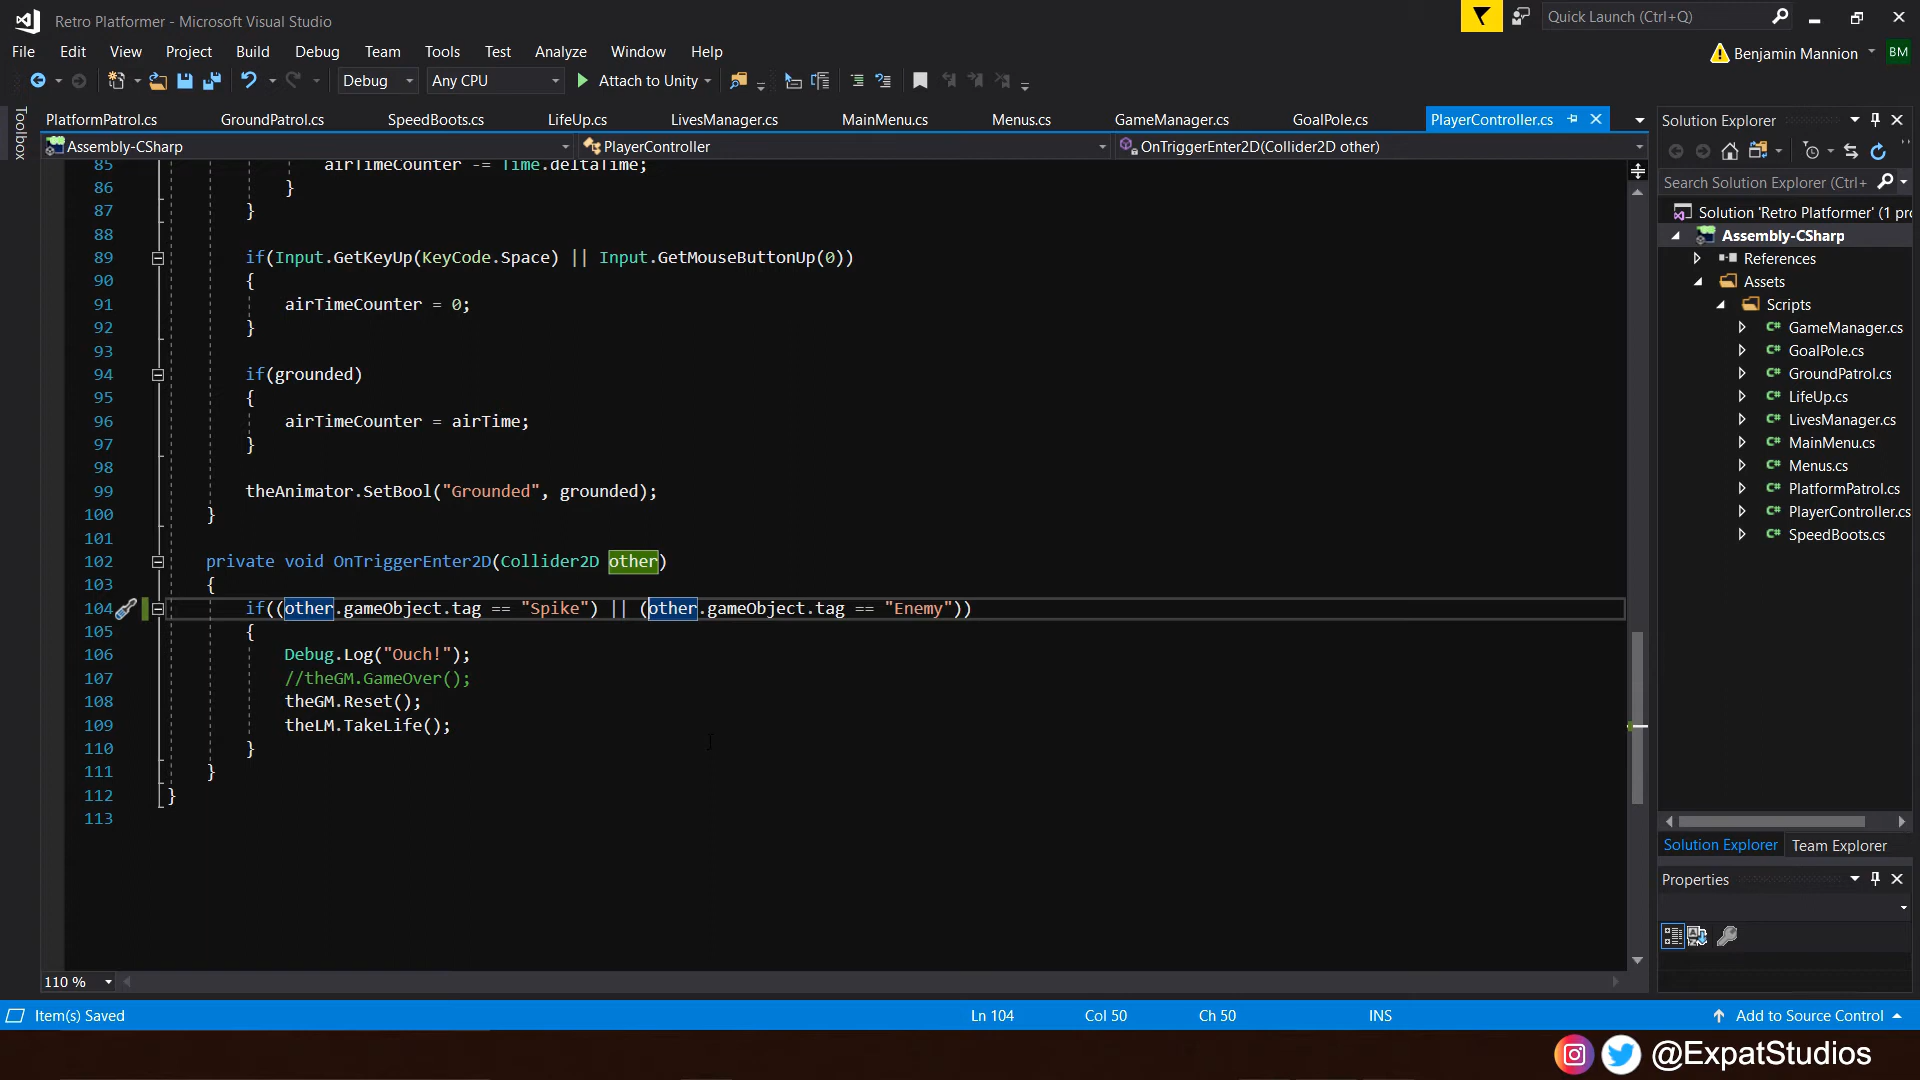 Retro Platformer - Microsoft Visual Studio
Quick Launch (Ctrl+Q)
File Edit View Project Build Debug Team Tools Test Analyze Window Help
Benjamin Mannion BM
Debug Any CPU Attach to Unity
Toolbox
PlatformPatrol.cs GroundPatrol.cs SpeedBoots.cs LifeUp.cs LivesManager.cs MainMenu.cs Menus.cs GameManager.cs GoalPole.cs PlayerController.cs
Assembly-CSharp PlayerController OnTriggerEnter2D(Collider2D other)
85 airTimeCounter -= Time.deltaTime;
86 }
87 }
88
89 if(Input.GetKeyUp(KeyCode.Space) || Input.GetMouseButtonUp(0))
90 {
91 airTimeCounter = 0;
92 }
93
94 if(grounded)
95 {
96 airTimeCounter = airTime;
97 }
98
99 theAnimator.SetBool("Grounded", grounded);
100 }
101
102 private void OnTriggerEnter2D(Collider2D other)
103 {
104 if((other.gameObject.tag == "Spike") || (other.gameObject.tag == "Enemy"))
105 {
106 Debug.Log("Ouch!");
107 //theGM.GameOver();
108 theGM.Reset();
109 theLM.TakeLife();
110 }
111 }
112 }
113
110 %
Solution Explorer
Search Solution Explorer (Ctrl+
Solution 'Retro Platformer' (1 pro
Assembly-CSharp
References
Assets
Scripts
GameManager.cs
GoalPole.cs
GroundPatrol.cs
LifeUp.cs
LivesManager.cs
MainMenu.cs
Menus.cs
PlatformPatrol.cs
PlayerController.cs
SpeedBoots.cs
Solution Explorer Team Explorer
Properties
Item(s) Saved Ln 104 Col 50 Ch 50 INS Add to Source Control
@ExpatStudios